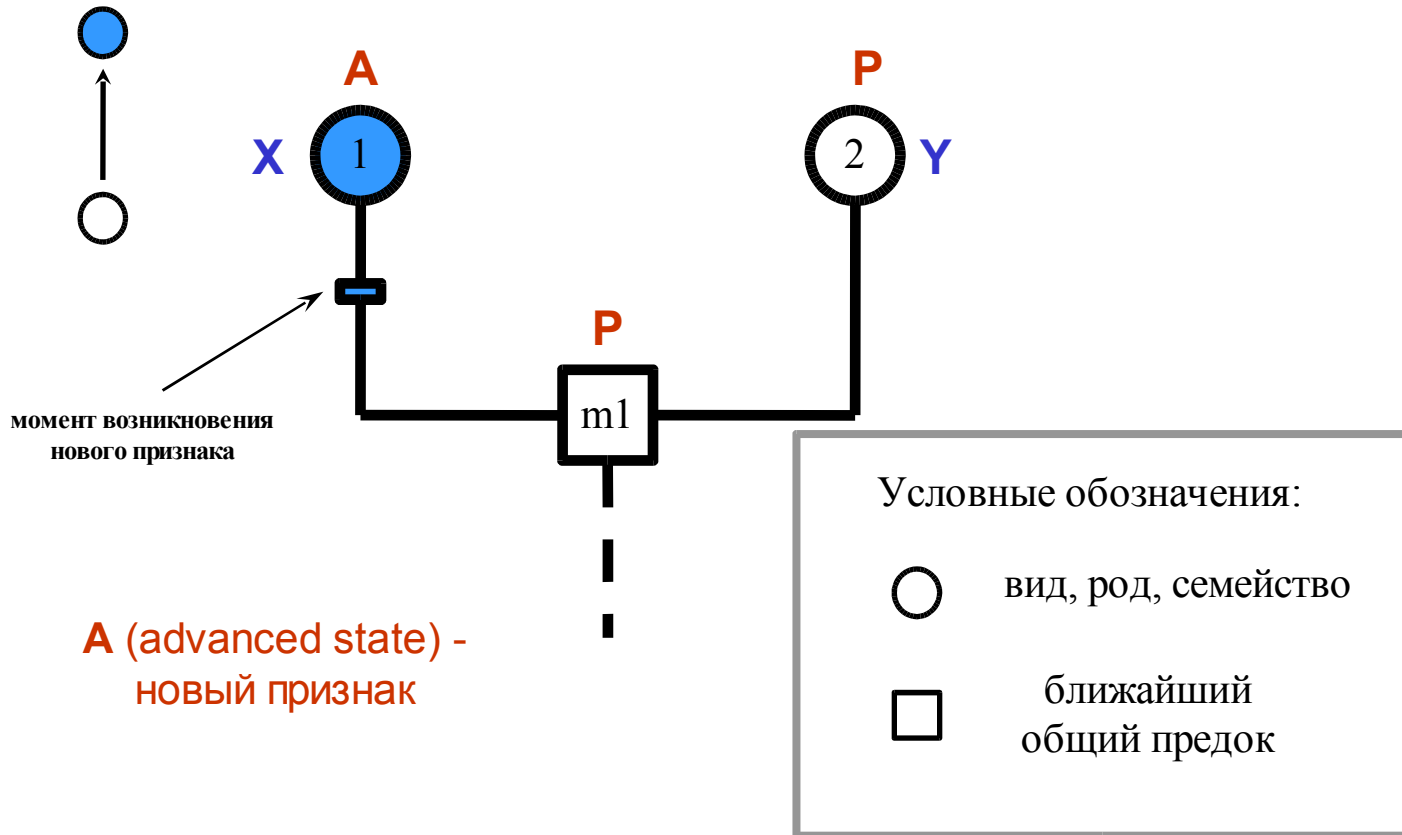 A
P
X
1
2
Y
P
m1
момент возникновения
нового признака
A (advanced state) -
новый признак
Условные обозначения:
вид, род, семейство
ближайший
общий предок